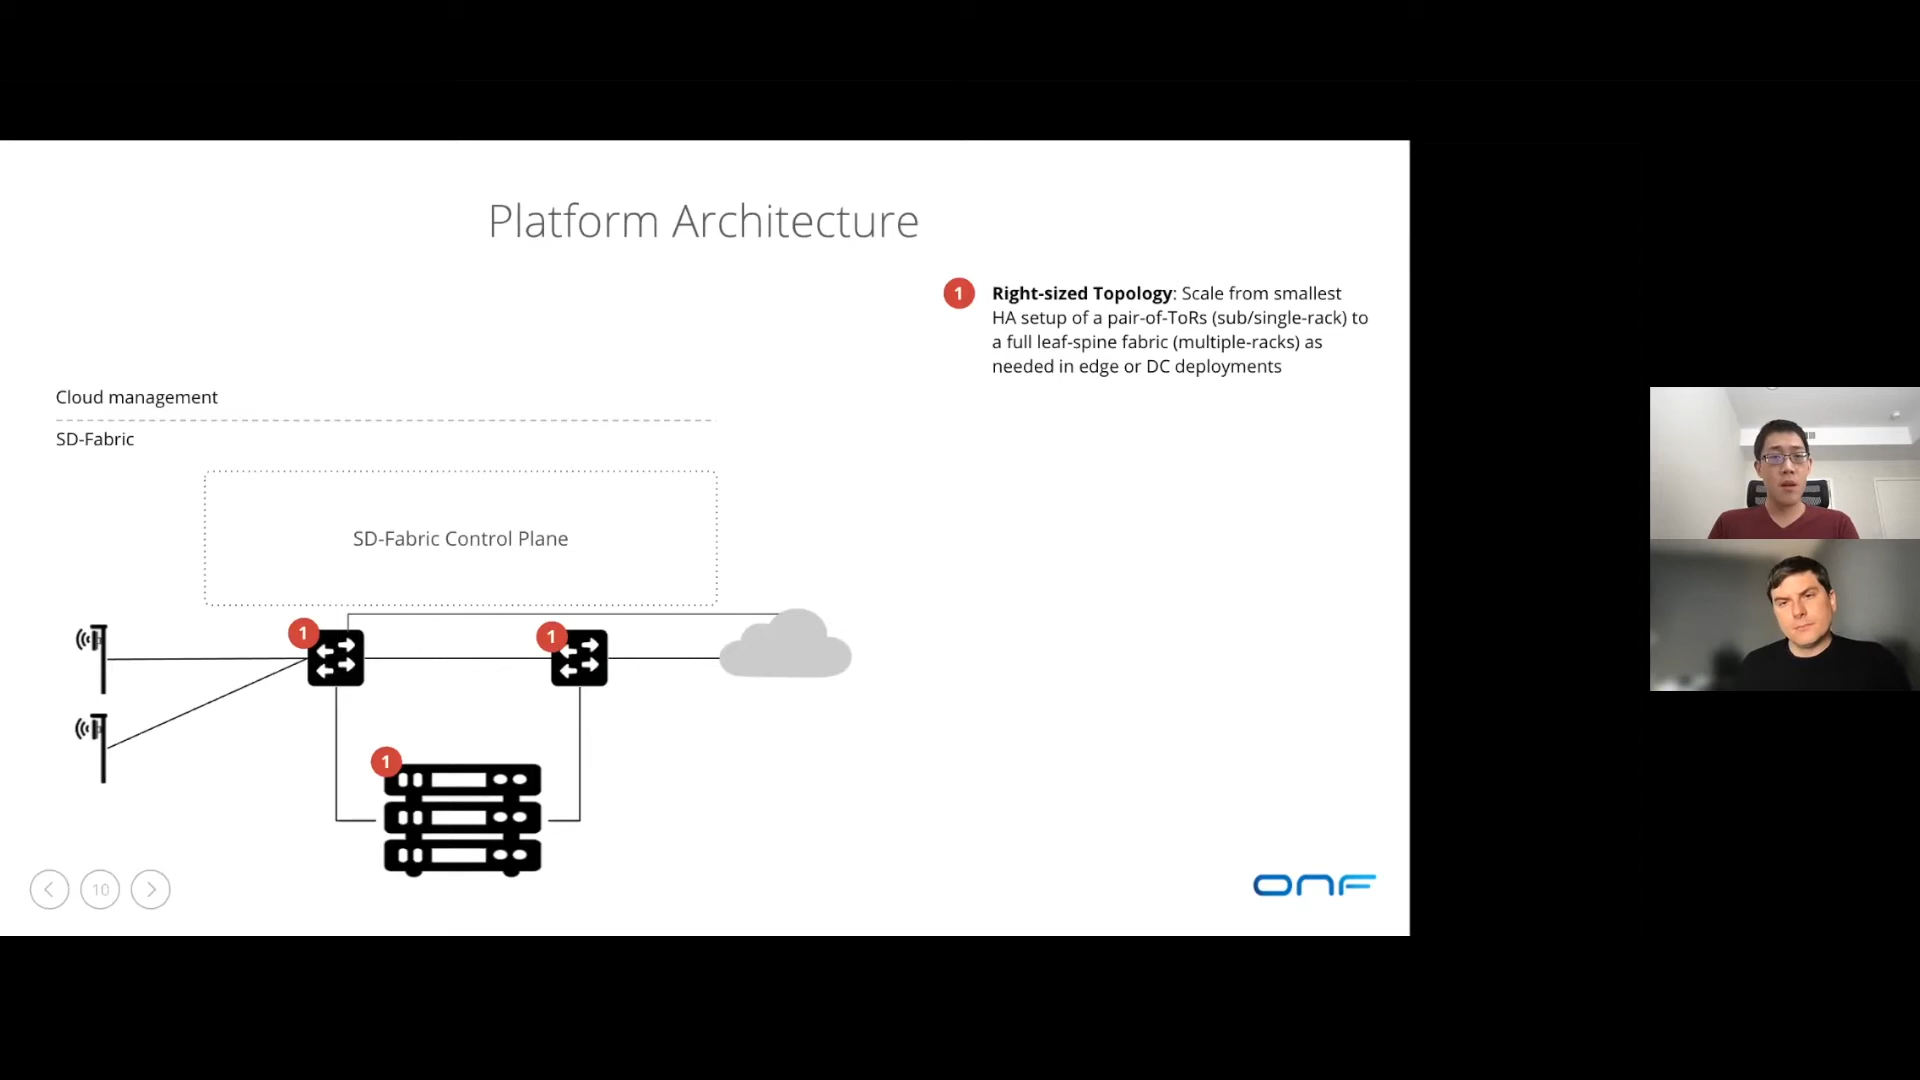 Platform Architecture
1
Right-sized Topology: Scale from smallest
HA setup of a pair-of-ToRs (sub/single-rack) to
a full leaf-spine fabric (multiple-racks) as
needed in edge or DC deployments
Cloud management
SD-Fabric
SD-Fabric Control Plane
1
1
1
10
ONF